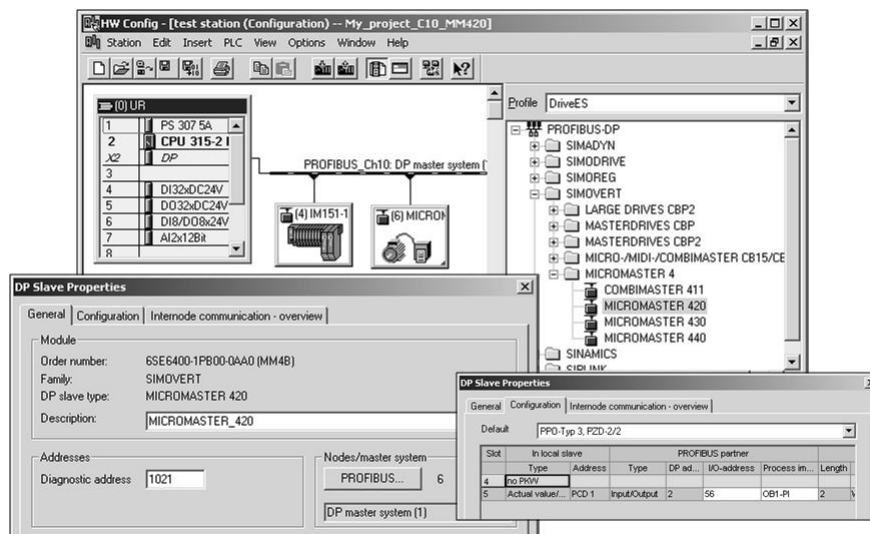 HW Config - [test station (Configuration) -- My_project_C10_MM420]
Station Edit Insert PLC View Options Window Help
(0) UR
1 PS 307 5A
2 CPU 315-2
X2 DP
3
4 DI32xDC24V
5 DO32xDC24V
6 DI8/DO8x24V
7 AI2x12Bit
8
PROFIBUS_Ch10: DP master system
(4) IM151-1
(6) MICROM
Profile DriveES
PROFIBUS-DP
SIMADYN
SIMODRIVE
SIMOREG
SIMOVERT
LARGE DRIVES CBP2
MASTERDRIVES CBP
MASTERDRIVES CBP2
MICRO-/MIDI-/COMBIMASTER CB15/CB
MICROMASTER 4
COMBIMASTER 411
MICROMASTER 420
MICROMASTER 430
MICROMASTER 440
SINAMICS
DP Slave Properties
General Configuration Internode communication - overview
Module
Order number: 6SE6400-1PB00-0AA0 (MM4B)
Family: SIMOVERT
DP slave type: MICROMASTER 420
Description: MICROMASTER_420
Addresses
Diagnostic address 1021
Nodes/master system
PROFIBUS... 6
DP master system (1)
DP Slave Properties
General Configuration Internode communication - overview
Default PPO-Typ 3, PZD-2/2
Slot In local slave PROFIBUS partner
Type Address Type DP ad... I/O-address Process im... Length
4 no PKW
5 Actual value/... PCD 1 Input/Output 2 56 OB1-PI 2